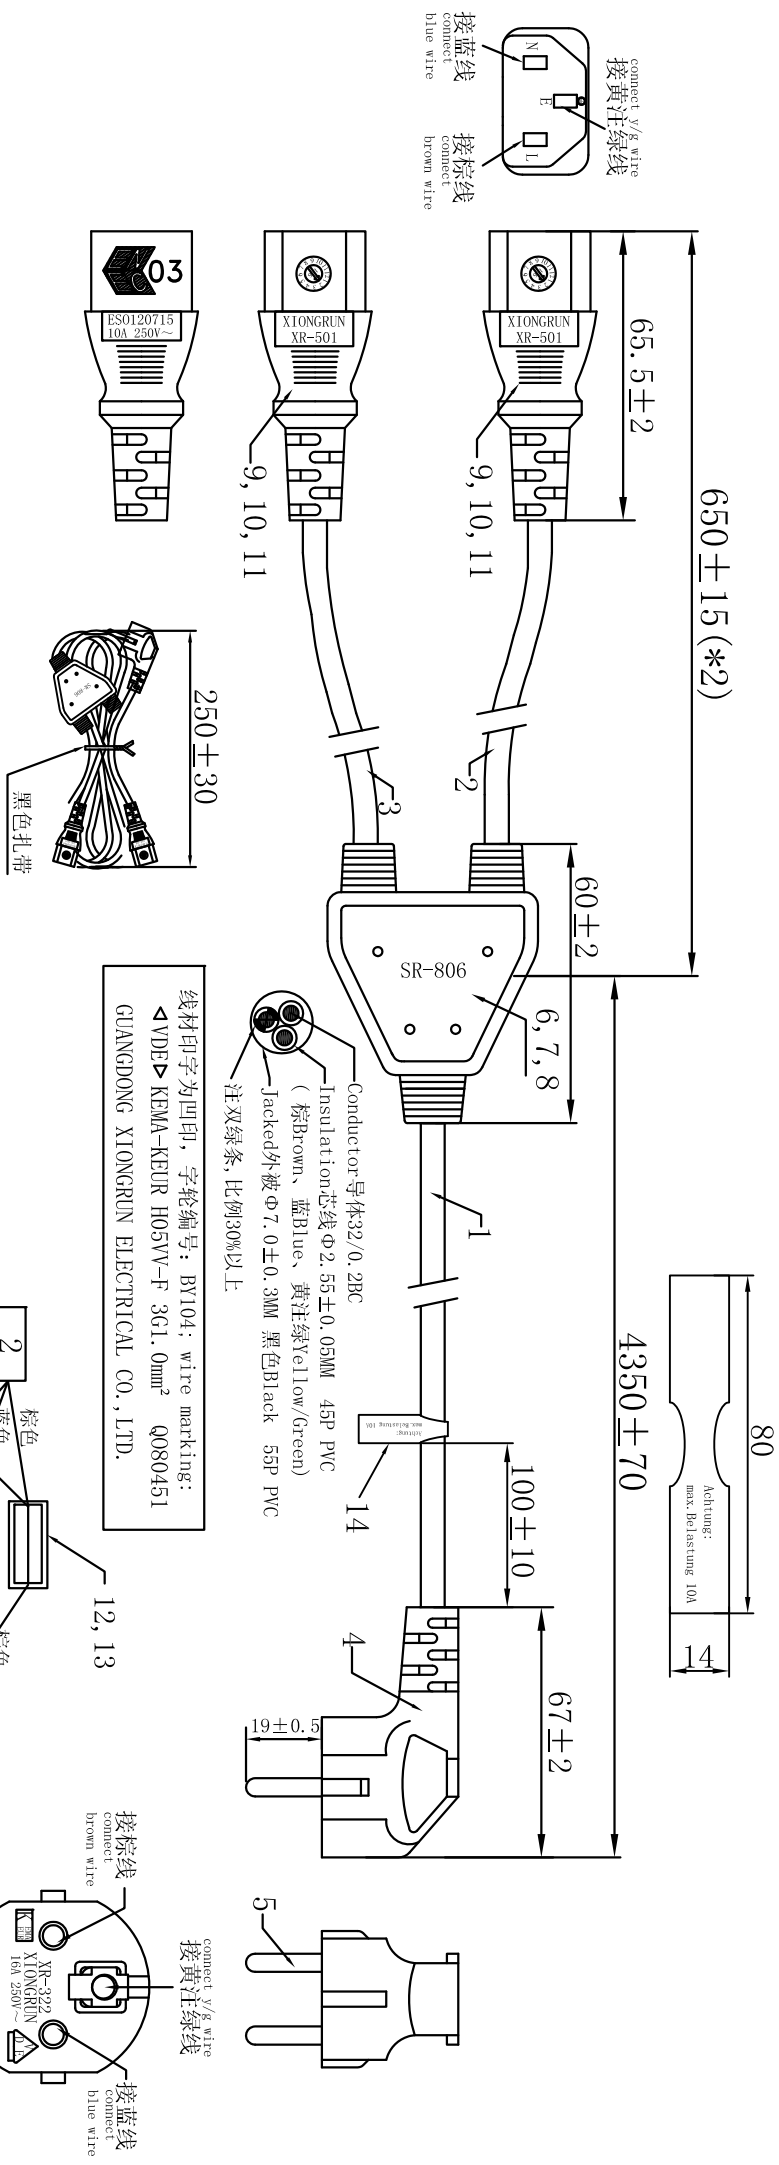 connect y/g wire
接黄注绿线
接蓝线
connect
blue wire
接棕线
connect
brown wire
N
E
L
650±15(*2)
65.5±2
XIONGRUN
XR-501
9,10,11
XIONGRUN
XR-501
9,10,11
03
ES0120715
10A 250V~
2
3
60±2
SR-806
6,7,8
4350±70
1
80
14
Achtung:
max.Belastung 10A
100±10
Achtung:
max.Belastung 10A
14
67±2
4
19±0.5
5
250±30
SR-806
黑色扎带
Conductor导体32/0.2BC
Insulation芯线Φ2.55±0.05MM 45P PVC
(棕Brown、蓝Blue、黄注绿Yellow/Green)
Jacked外被Φ7.0±0.3MM 黑色Black 55P PVC
注双绿条,比例30%以上
线材印字为凹印, 字轮编号: BY104; wire marking:
◁VDE▷ KEMA-KEUR H05VV-F 3G1.0mm² Q080451
GUANGDONG XIONGRUN ELECTRICAL CO.,LTD.
12,13
2
棕色
connect y/g wire
接黄注绿线
接棕线
connect
brown wire
接蓝线
connect
blue wire
XR-322
XIONGRUN
16A 250V~